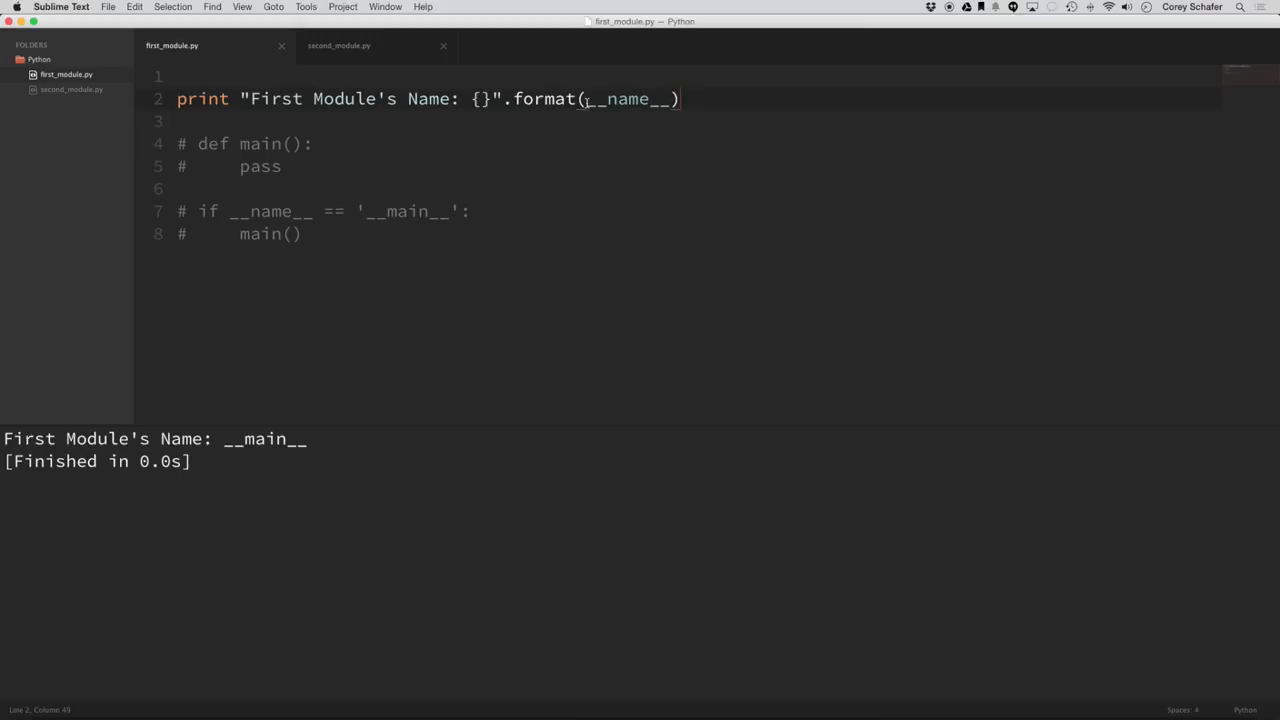 Sublime Text File Edit Selection Find View Goto Tools Project Window Help Corey Schafer
first_module.py — Python
FOLDERS
Python
first_module.py
second_module.py
first_module.py second_module.py
1
2 print "First Module's Name: {}".format(__name__)
3
4 # def main():
5 #     pass
6
7 # if __name__ == '__main__':
8 #     main()
First Module's Name: __main__
[Finished in 0.0s]
Line 2, Column 49 Spaces: 4 Python